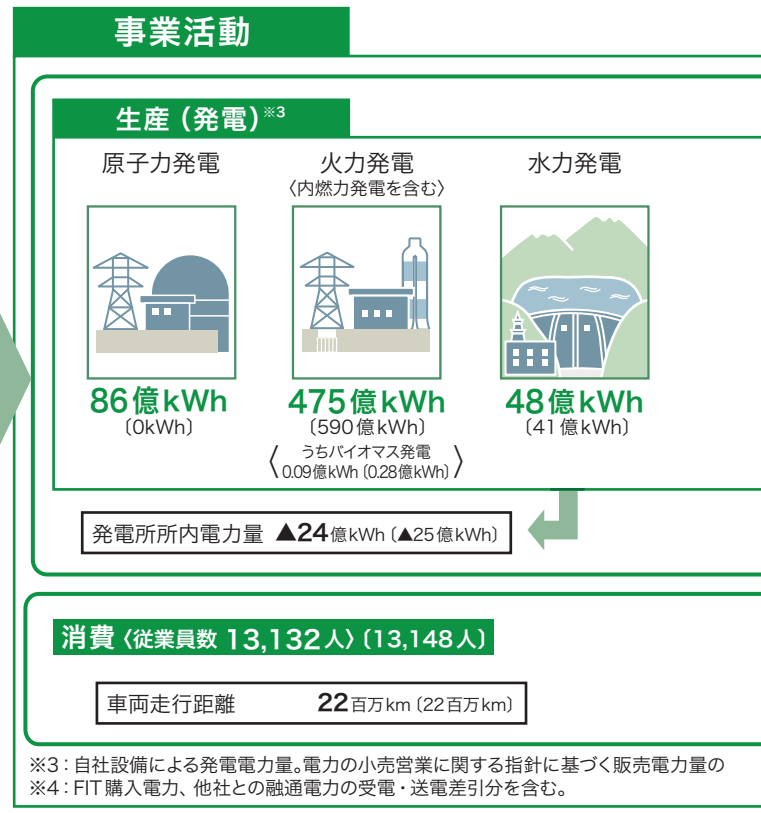 事業活動
生産（発電）※3
原子力発電
火力発電
〈内燃力発電を含む〉
水力発電
86億kWh
〔0kWh〕
475億kWh
〔590億kWh〕
〈うちバイオマス発電
0.09億kWh〔0.28億kWh〕〉
48億kWh
〔41億kWh〕
発電所所内電力量 ▲24億kWh〔▲25億kWh〕
消費〈従業員数 13,132人〉〔13,148人〕
車両走行距離 22百万km〔22百万km〕
※3：自社設備による発電電力量。電力の小売営業に関する指針に基づく販売電力量の
※4：FIT購入電力、他社との融通電力の受電・送電差引分を含む。